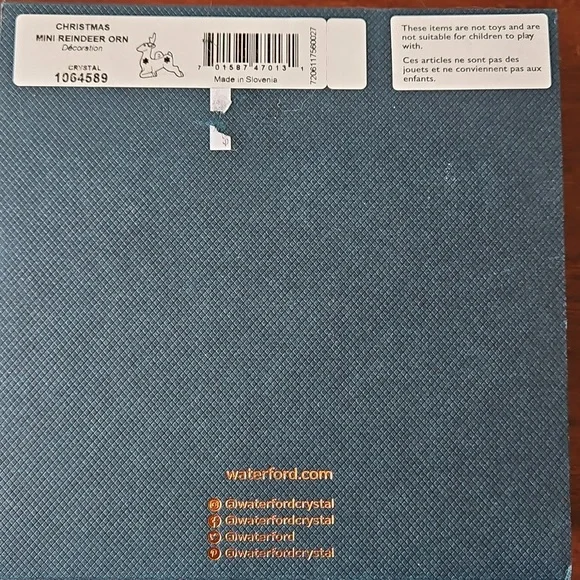 CHRISTMAS
MINI REINDEER ORN
Décoration
CRYSTAL
1064589
7 01587 47013 1
Made in Slovenia
7206117560027
These items are not toys and are
not suitable for children to play
with.
Ces articles ne sont pas des
jouets et ne conviennent pas aux
enfants.
waterford.com
@waterfordcrystal
@waterfordcrystal
@waterford
@waterfordcrystal